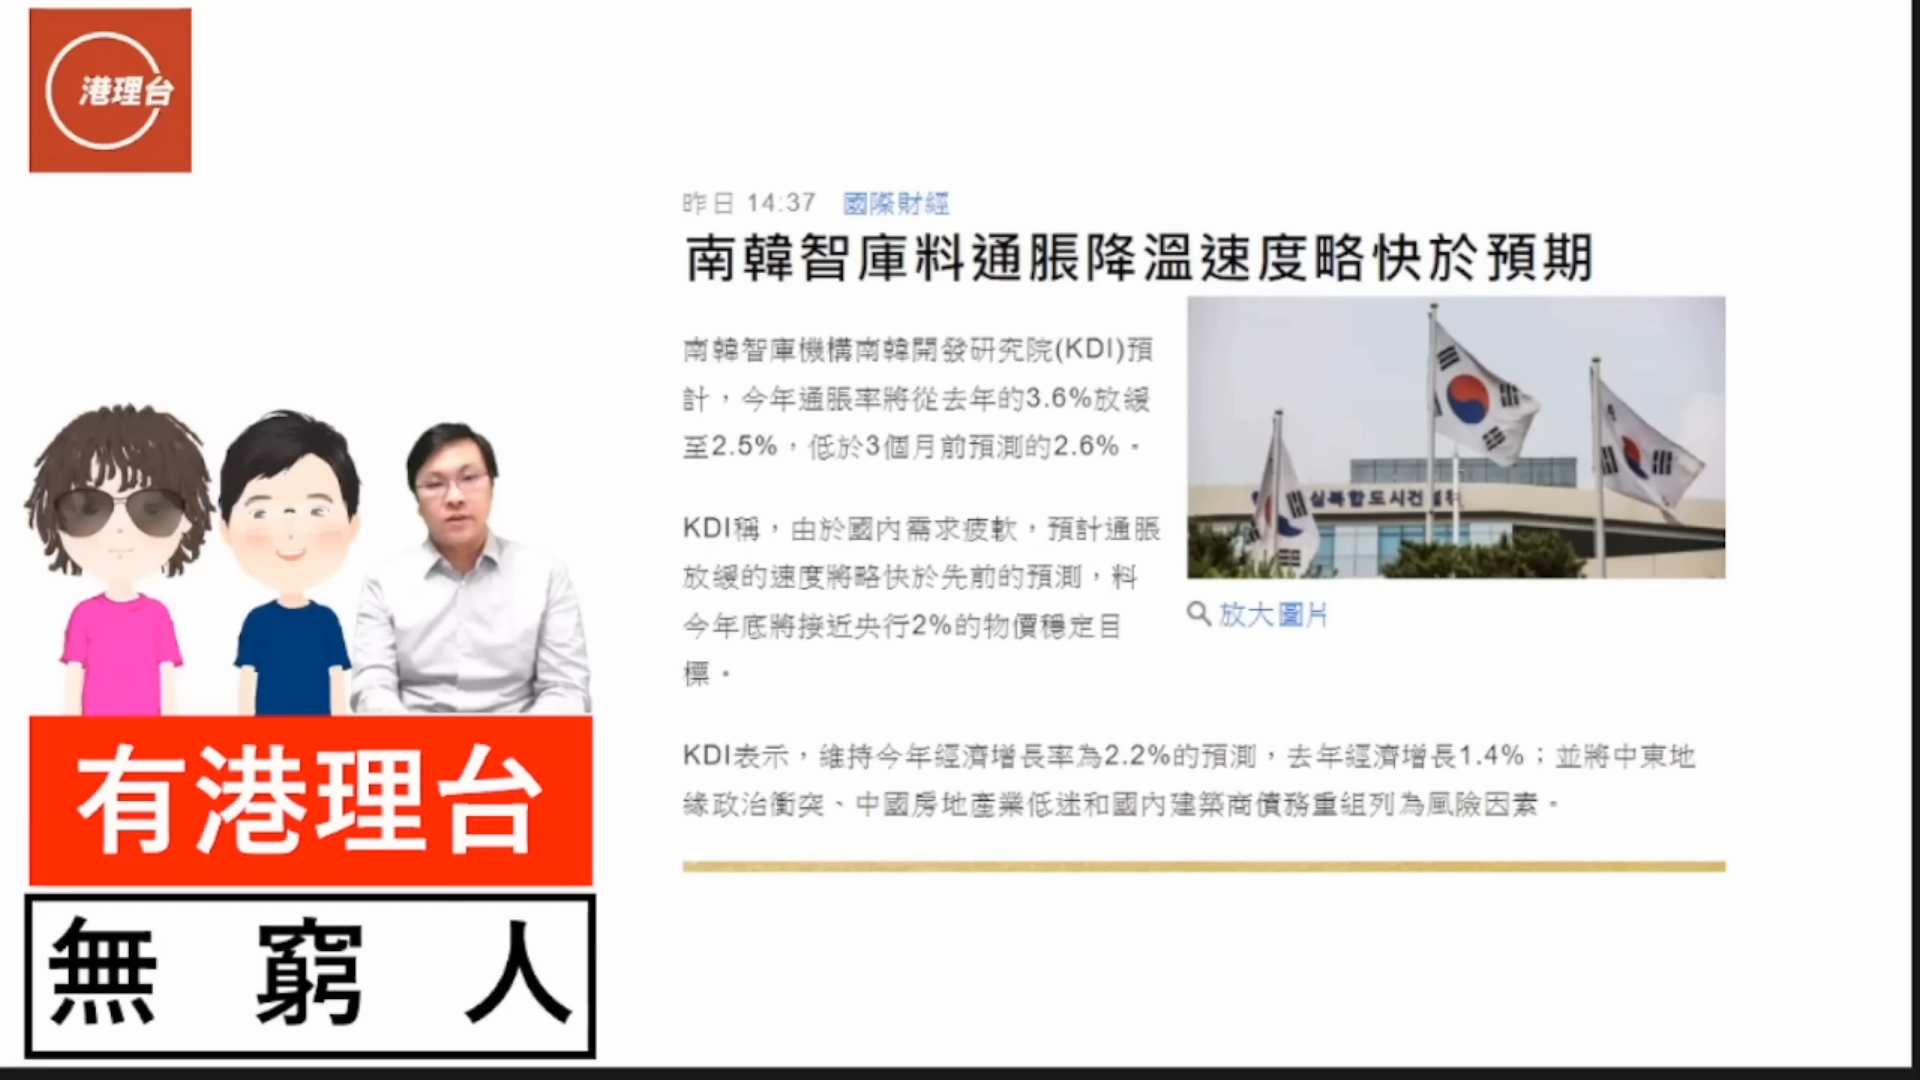 港理台
昨日 14:37 國際財經
南韓智庫料通脹降溫速度略快於預期
南韓智庫機構南韓開發研究院(KDI)預
計，今年通脹率將從去年的3.6%放緩
至2.5%，低於3個月前預測的2.6%。
KDI稱，由於國內需求疲軟，預計通脹
放緩的速度將略快於先前的預測，料
今年底將接近央行2%的物價穩定目
標。
放大圖片
KDI表示，維持今年經濟增長率為2.2%的預測，去年經濟增長1.4%；並將中東地
緣政治衝突、中國房地產業低迷和國內建築商債務重組列為風險因素。
有港理台
無窮人